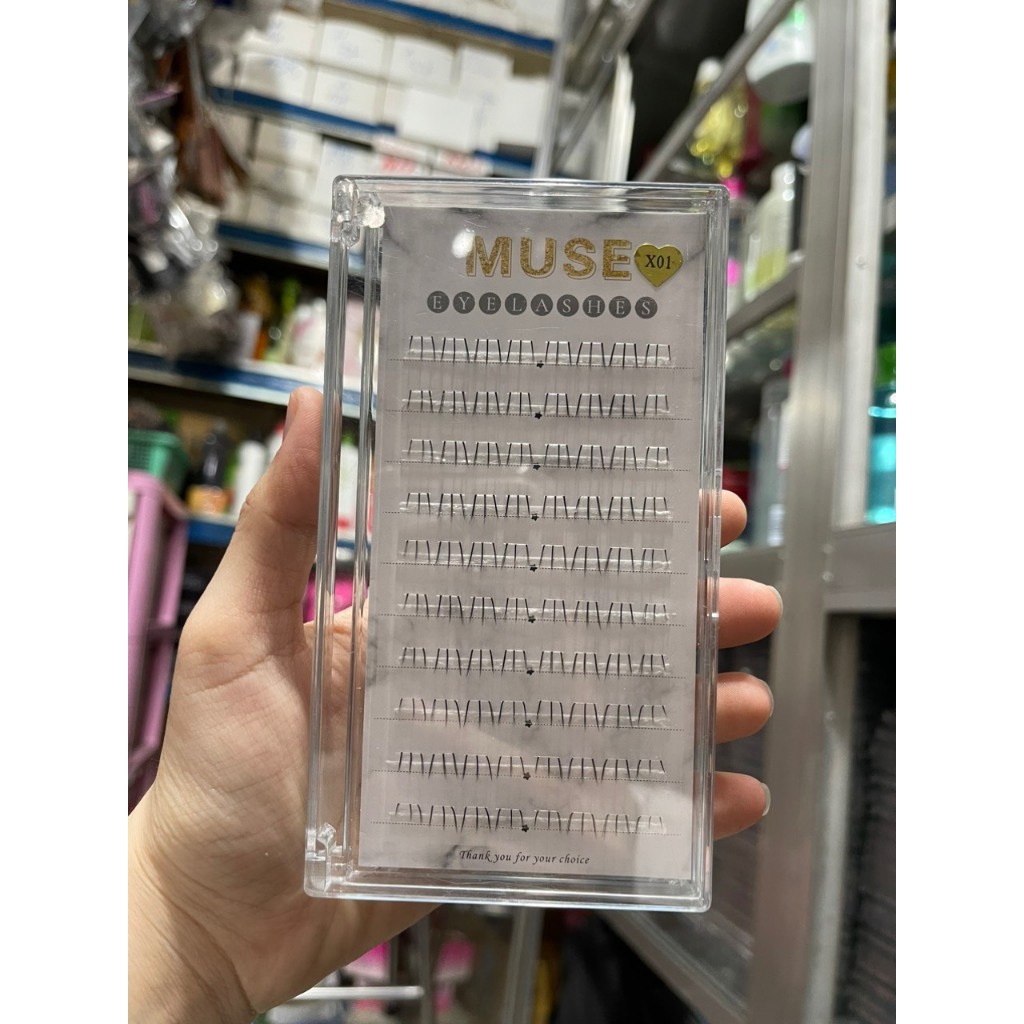 MUSE X01
EYELASHES
Thank you for your choice